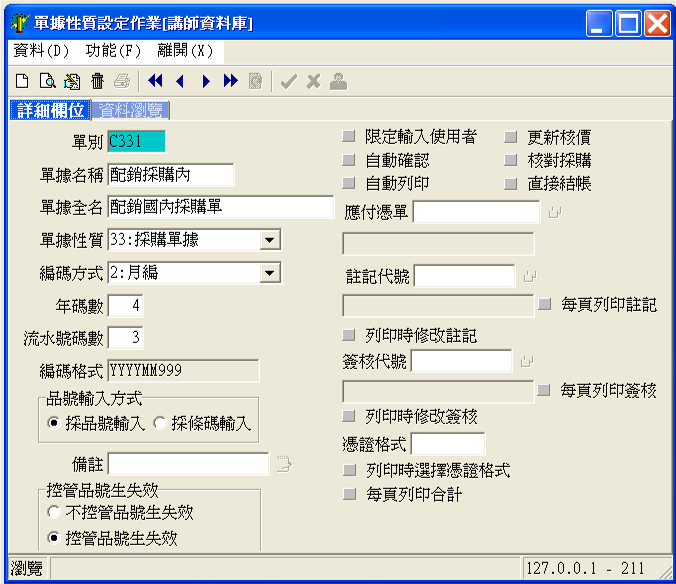 單據性質設定作業[講師資料庫]
資料(D) 功能(F) 離開(X)
詳細欄位 資料瀏覽
單別 C331
單據名稱 配銷採購內
單據全名 配銷國內採購單
單據性質 33:採購單據
編碼方式 2:月編
年碼數 4
流水號碼數 3
編碼格式 YYYYMM999
品號輸入方式
採品號輸入 採條碼輸入
備註
控管品號生失效
不控管品號生失效
控管品號生失效
限定輸入使用者 更新核價
自動確認 核對採購
自動列印 直接結帳
應付憑單
註記代號
每頁列印註記
列印時修改註記
簽核代號
每頁列印簽核
列印時修改簽核
憑證格式
列印時選擇憑證格式
每頁列印合計
瀏覽 127.0.0.1 - 211